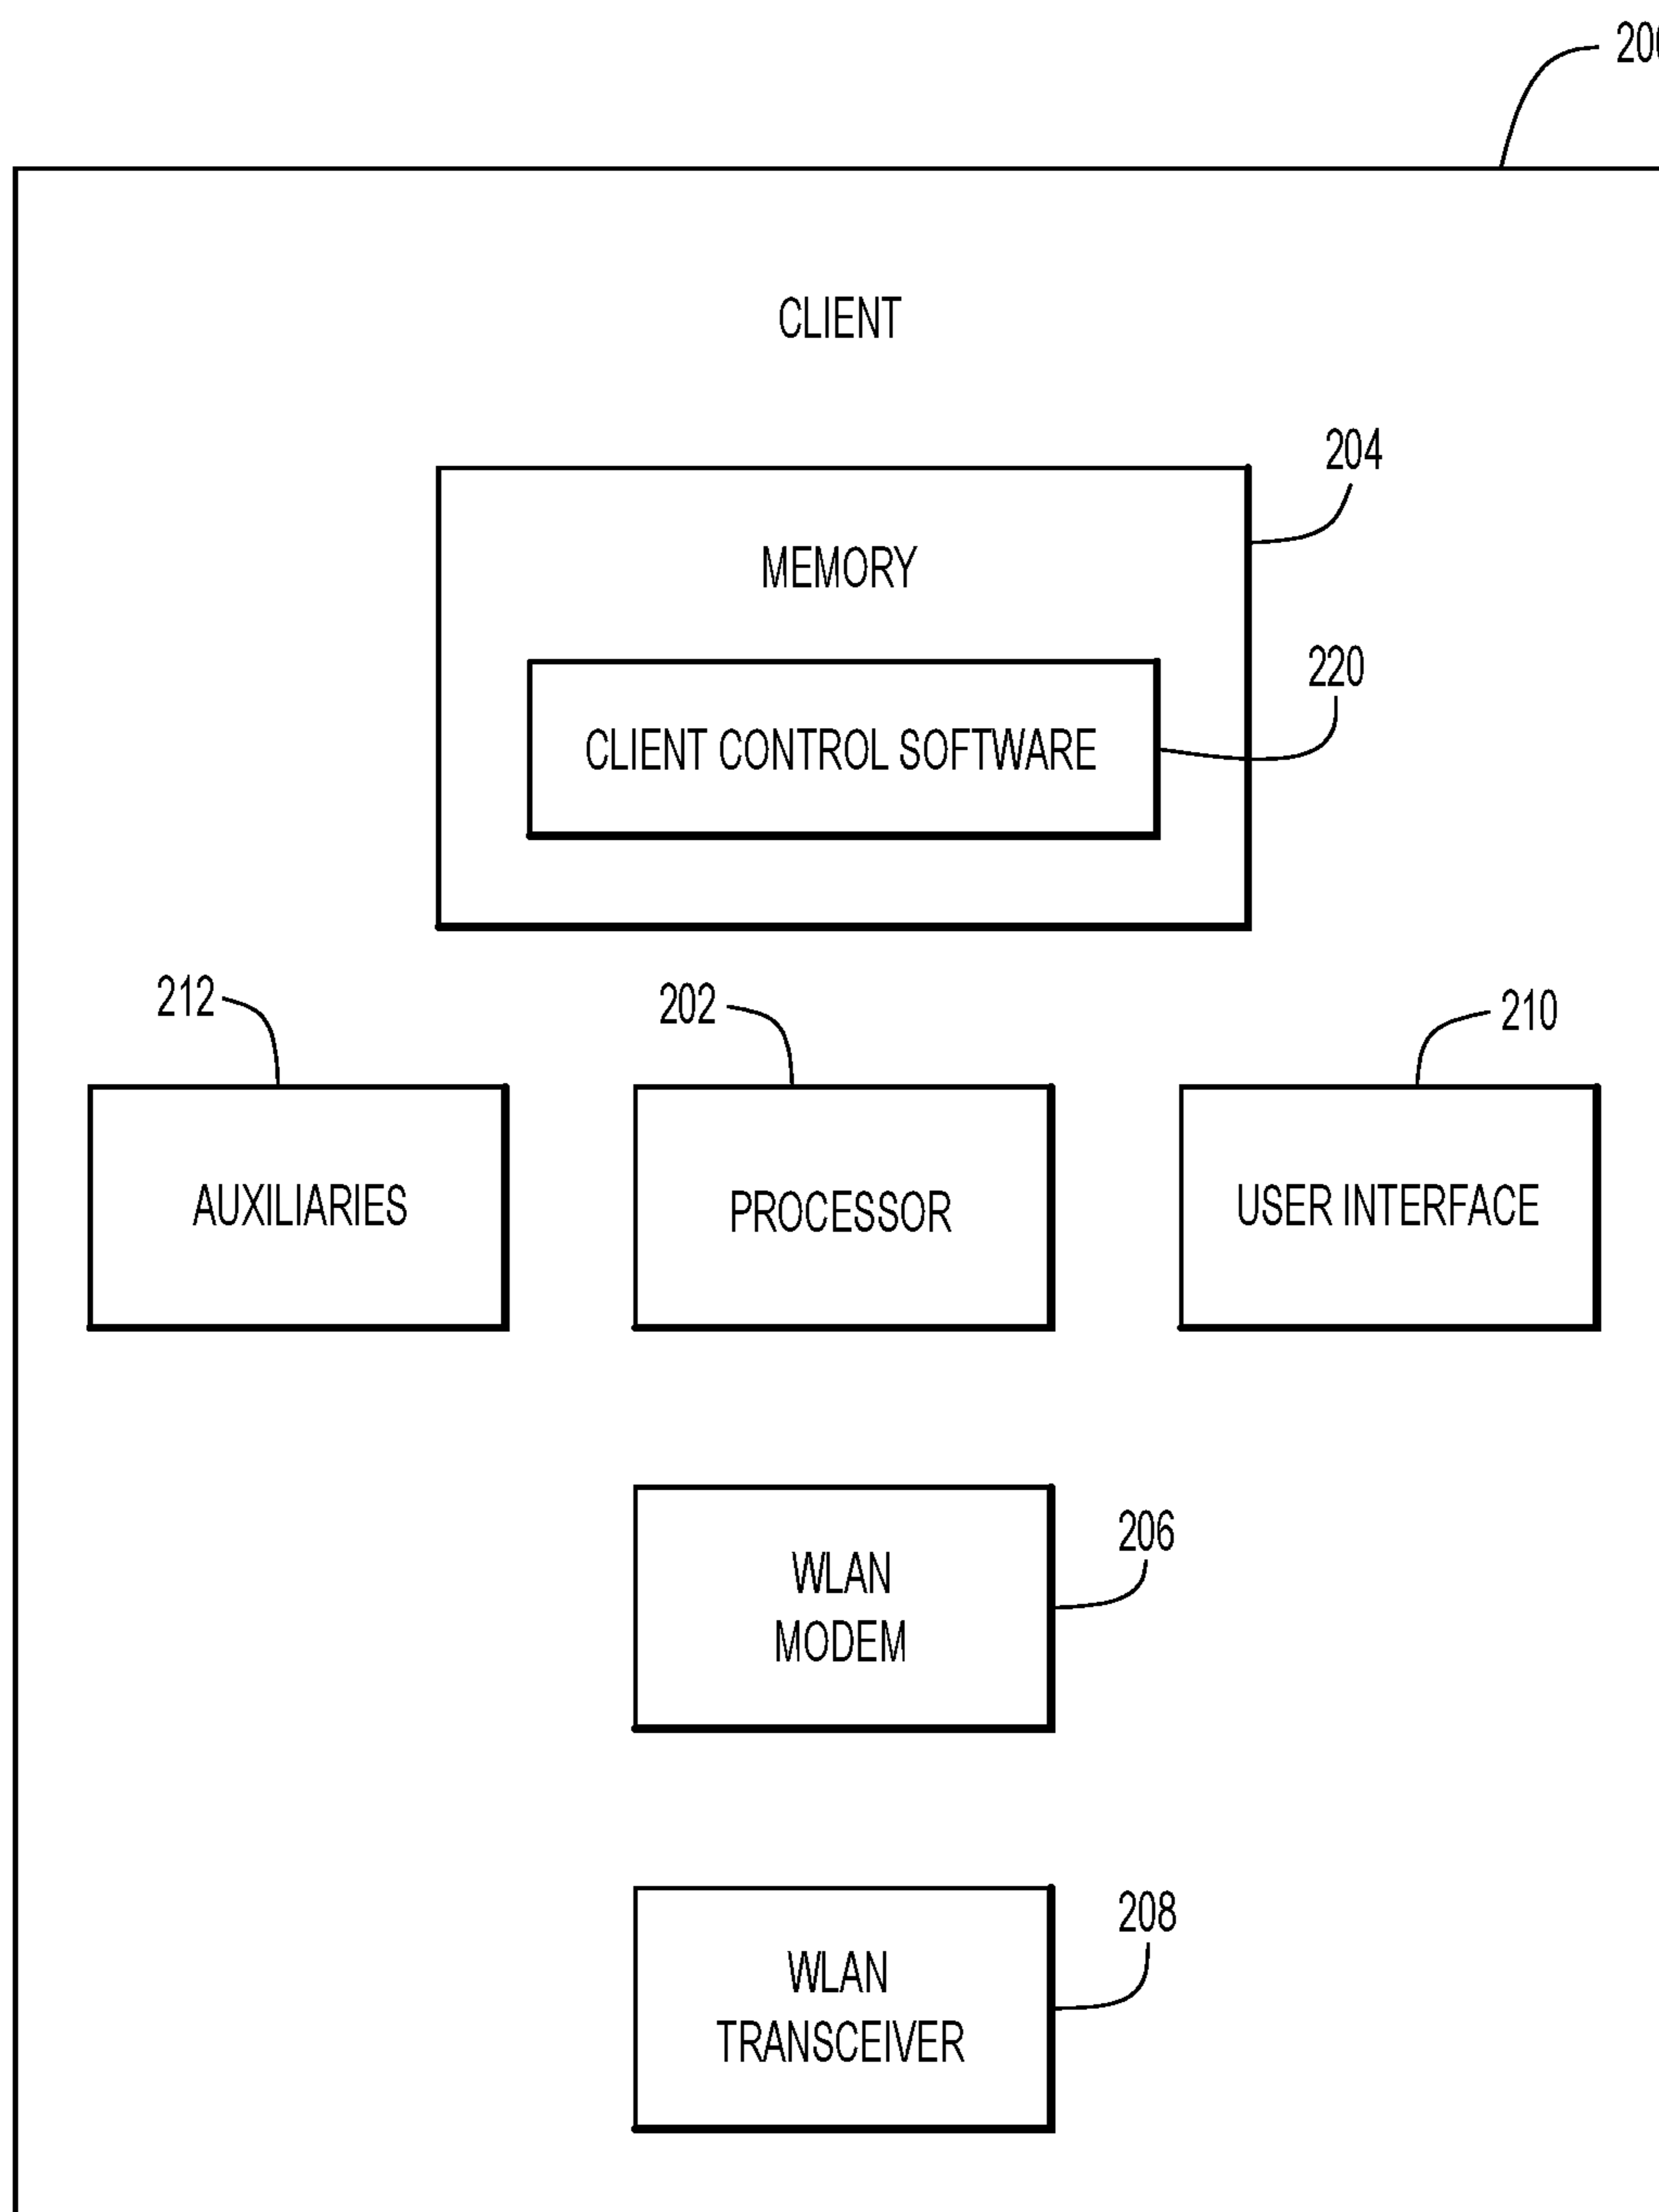 CLIENT
204
MEMORY
220
CLIENT CONTROL SOFTWARE
212
202
210
AUXILIARIES
PROCESSOR
USER INTERFACE
206
WLAN
MODEM
208
WLAN
TRANSCEIVER